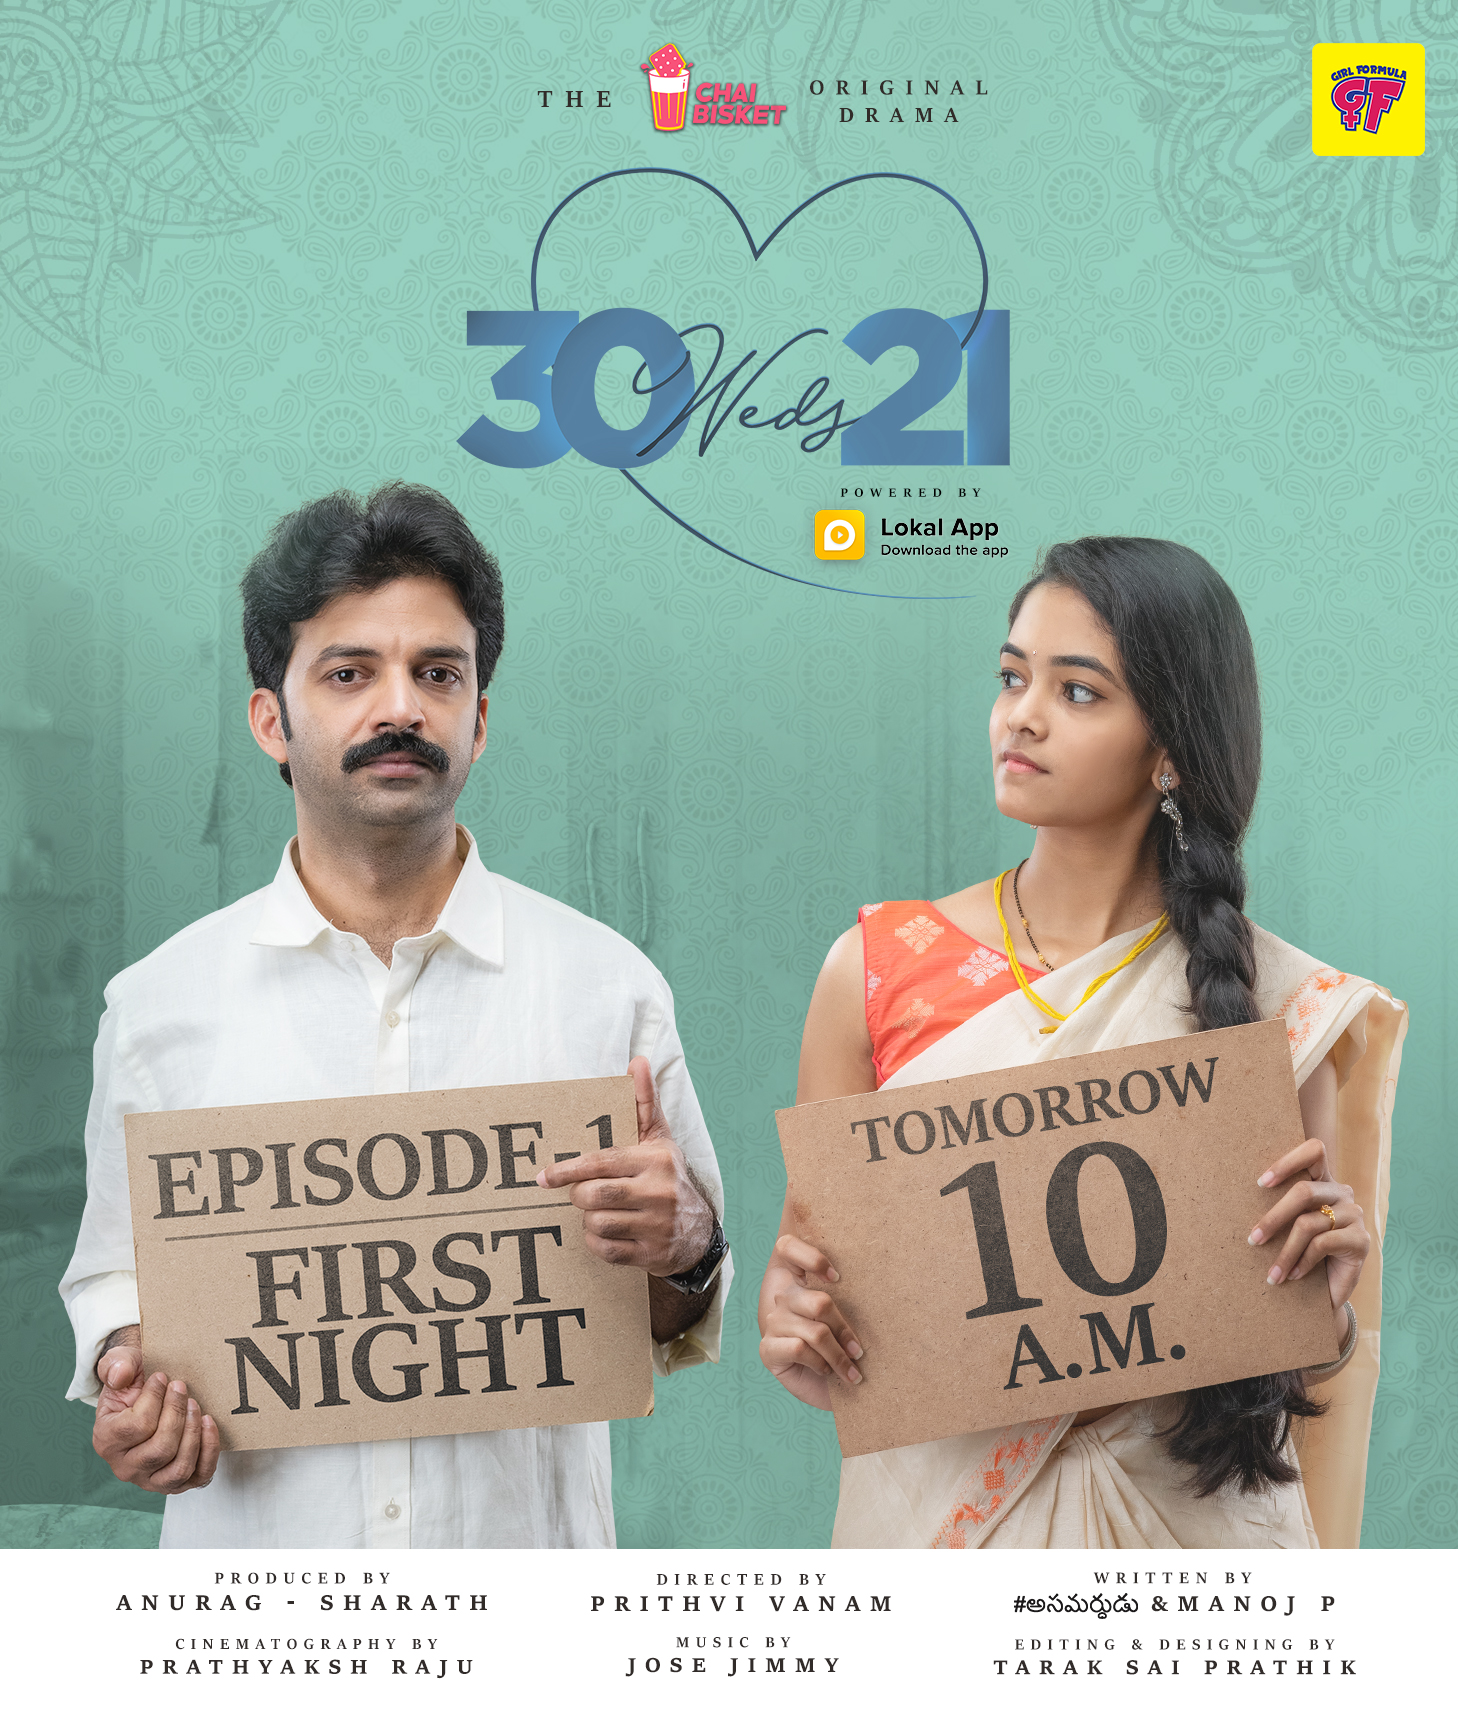 THE
CHAI
BISKET
ORIGINAL
DRAMA
GIRL FORMULA
GF
30 Weds 21
POWERED BY
Lokal App
Download the app
EPISODE-1
FIRST
NIGHT
TOMORROW
10
A.M.
PRODUCED BY
ANURAG - SHARATH
DIRECTED BY
PRITHVI VANAM
WRITTEN BY
#అసమర్దుడు & MANOJ P
CINEMATOGRAPHY BY
PRATHYAKSH RAJU
MUSIC BY
JOSE JIMMY
EDITING & DESIGNING BY
TARAK SAI PRATHIK